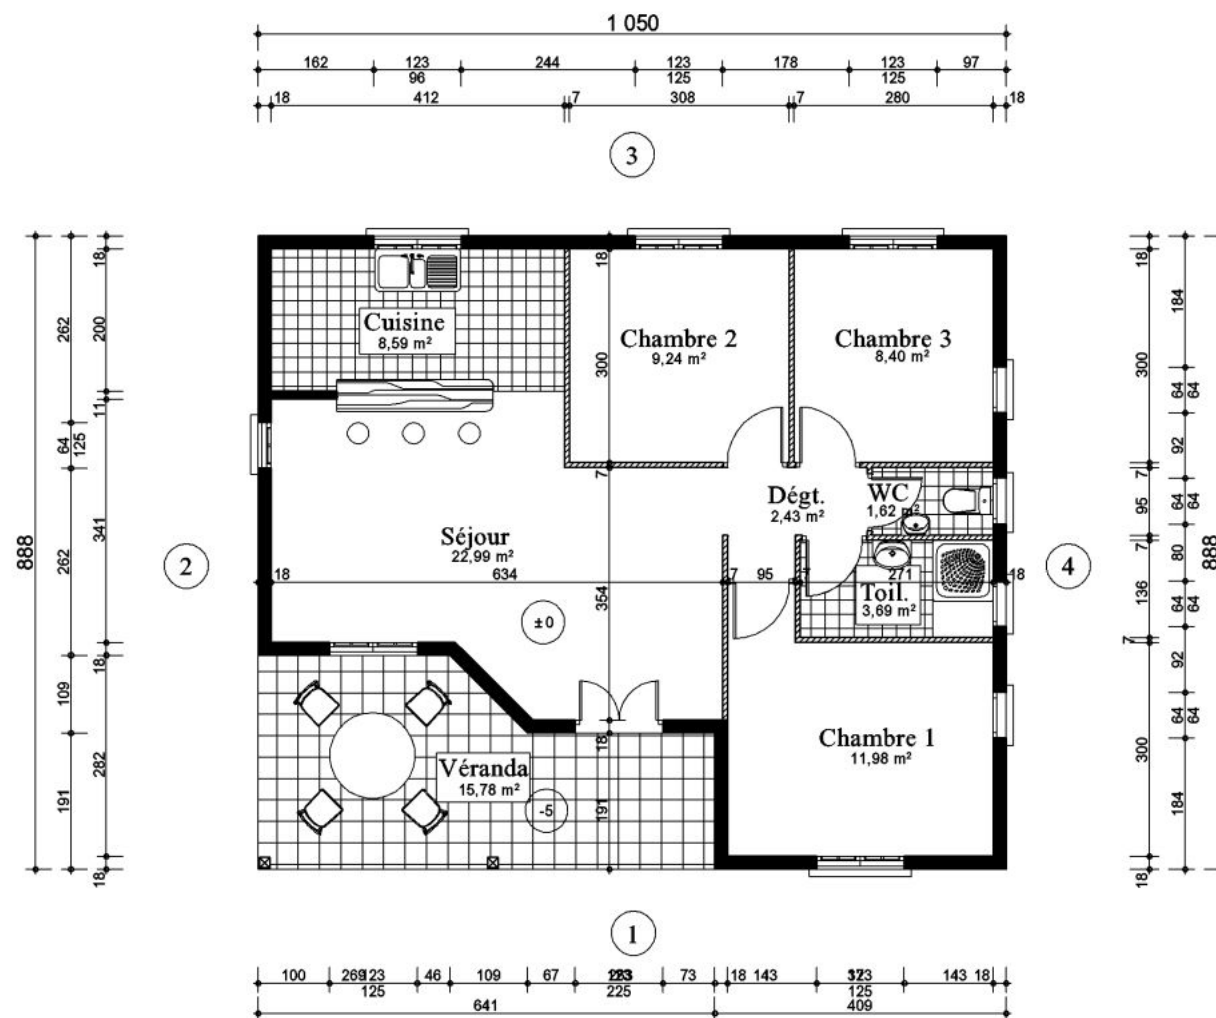 1 050
162 123 244 123 178 123 97
96 125 125
18 412 7 308 7 280 18
3
888
262 64 125 262 109 191
18 200 11 341 18 282 18
Cuisine
8,59 m²
Chambre 2
9,24 m²
Chambre 3
8,40 m²
18
300
7
Séjour
22,99 m²
Dégt.
2,43 m²
WC
1,62 m²
2
4
18 634 7 95 7 271 18
354
Toil.
3,69 m²
±0
Véranda
15,78 m²
-5
18
191
Chambre 1
11,98 m²
18 300 7 95 7 136 7 300 18
184 64 92 64 80 64 92 64 184
64 64 64 64
888
1
100 269 123 46 109 67 73 18 143 123 143 18
125 225 125
641 409